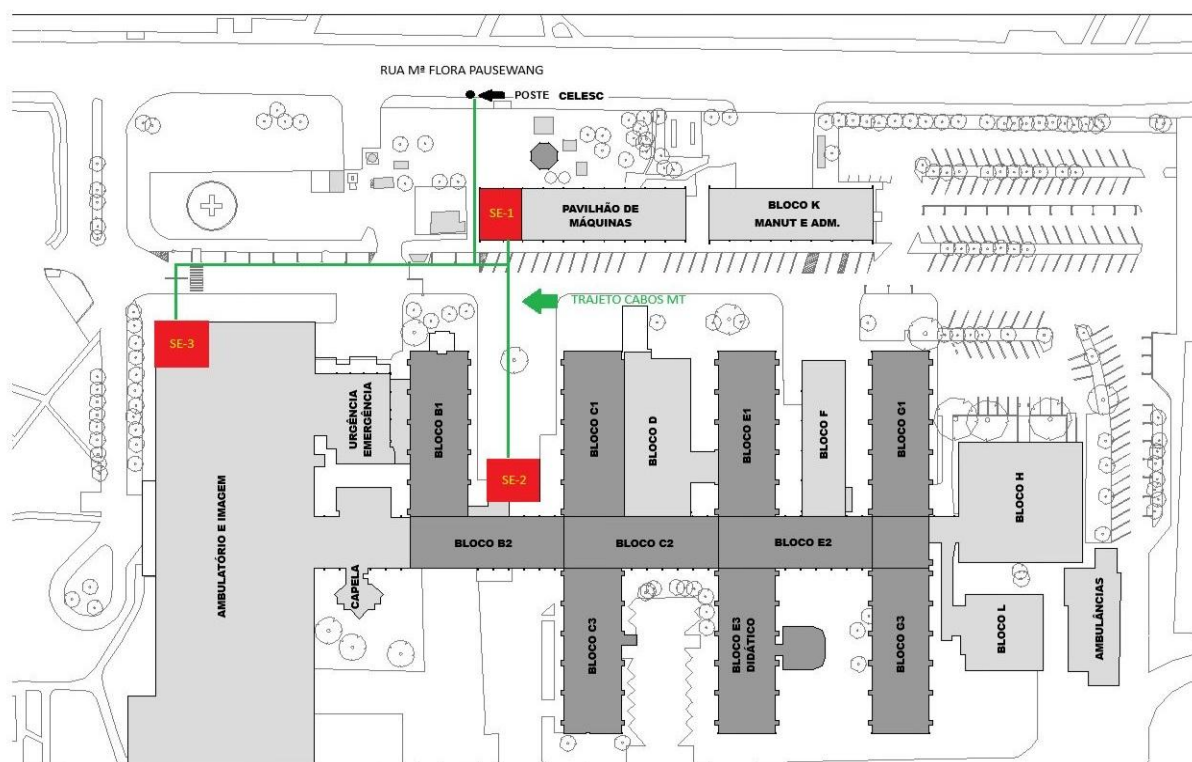 RUA Mª FLORA PAUSEWANG
POSTE CELESC
SE-1
PAVILHÃO DE
MÁQUINAS
BLOCO K
MANUT E ADM.
TRAJETO CABOS MT
SE-3
URGÊNCIA
EMERGÊNCIA
BLOCO B1
BLOCO C1
BLOCO D
BLOCO E1
BLOCO F
BLOCO G1
SE-2
BLOCO H
AMBULATÓRIO E IMAGEM
BLOCO B2
BLOCO C2
BLOCO E2
CAPELA
BLOCO C3
BLOCO E3
DIDÁTICO
BLOCO G3
BLOCO L
AMBULÂNCIAS